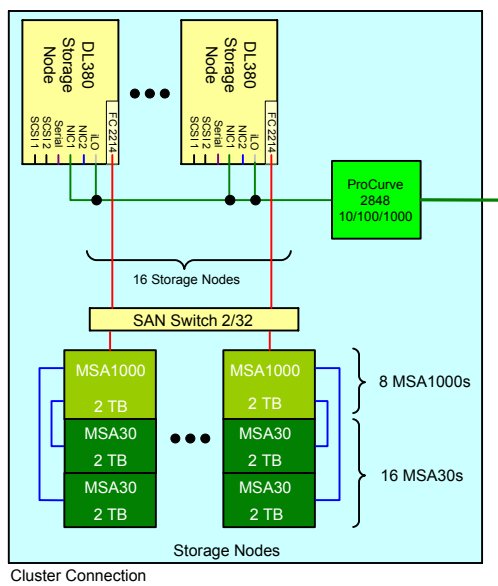 DL380
Storage
Node
SCSI 1
SCSI 2
Serial
NIC1
NIC2
iLO
FC 2214
DL380
Storage
Node
SCSI 1
SCSI 2
Serial
NIC1
NIC2
iLO
FC 2214
ProCurve
2848
10/100/1000
16 Storage Nodes
SAN Switch 2/32
MSA1000
2 TB
MSA30
2 TB
MSA30
2 TB
MSA1000
2 TB
MSA30
2 TB
MSA30
2 TB
8 MSA1000s
16 MSA30s
Storage Nodes
Cluster Connection